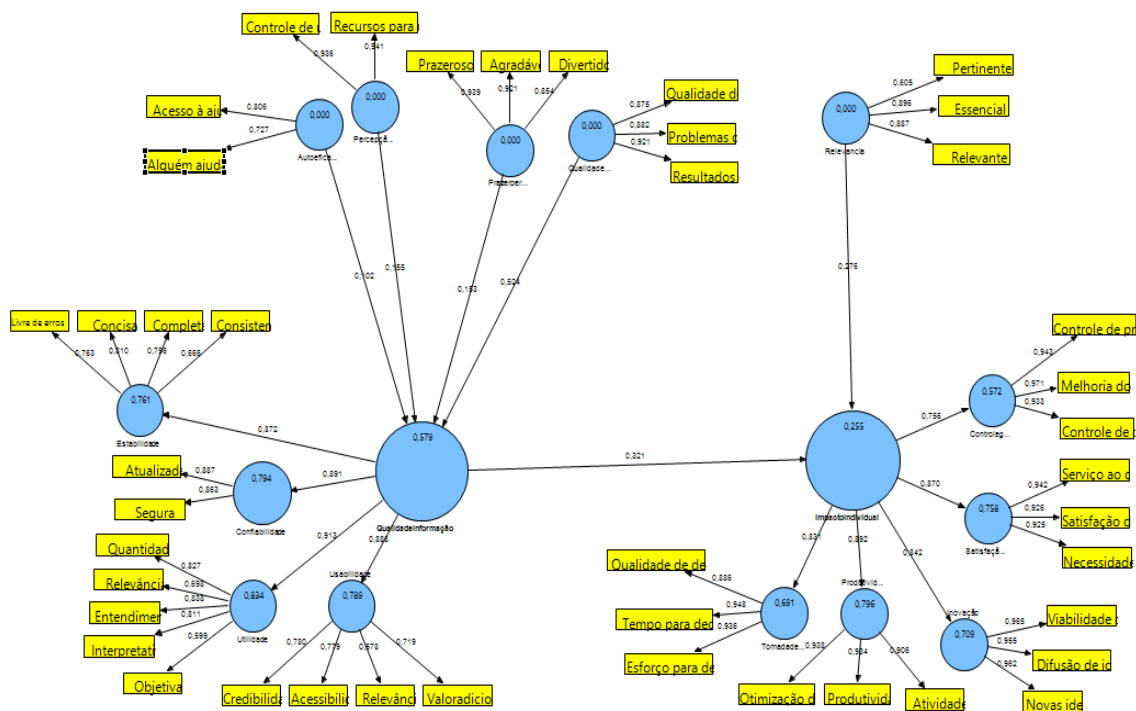 Controle de
Recursos para
0,936
0,941
Prazeroso
Agradáve
Divertido
0,939
0,921
0,854
Acesso à aju
Alguém ajud
0,806
0,727
0,000
Autoefica...
0,000
Percepçã...
0,000
Prazerper...
0,000
Qualidade...
0,875
0,882
0,921
Qualidade d
Problemas d
Resultados
0,000
Relevancia
0,605
0,896
0,887
Pertinente
Essencial
Relevante
0,102
0,155
0,153
0,524
0,276
Livre de erros
Concisa
Completa
Consisten
0,763
0,810
0,796
0,666
0,761
Estabilidade
0,872
Atualizad
Segura
0,887
0,863
0,794
Confiabilidade
0,891
0,579
QualidadeInformação
0,321
0,255
ImpactoIndividual
0,756
0,572
Controlag...
0,943
0,971
0,933
Controle de pr
Melhoria do
Controle de
0,870
0,758
Satisfaçã...
0,942
0,926
0,925
Serviço ao c
Satisfação d
Necessidade
Quantidad
Relevânci
Entendimen
Interpretati
Objetiva
0,827
0,698
0,838
0,811
0,599
0,834
Utilidade
0,913
0,888
Usabilidade
0,789
0,780
0,779
0,678
0,719
Credibilida
Acessibilic
Relevânci
Valoradicio
0,831
0,892
0,842
Qualidade de de
Tempo para dec
Esforço para de
0,886
0,948
0,936
0,691
Tomadade...
Produtivid...
0,796
0,938
0,934
0,906
Otimização d
Produtivida
Atividade
Inovação
0,709
0,965
0,955
0,962
Viabilidade
Difusão de id
Novas ide